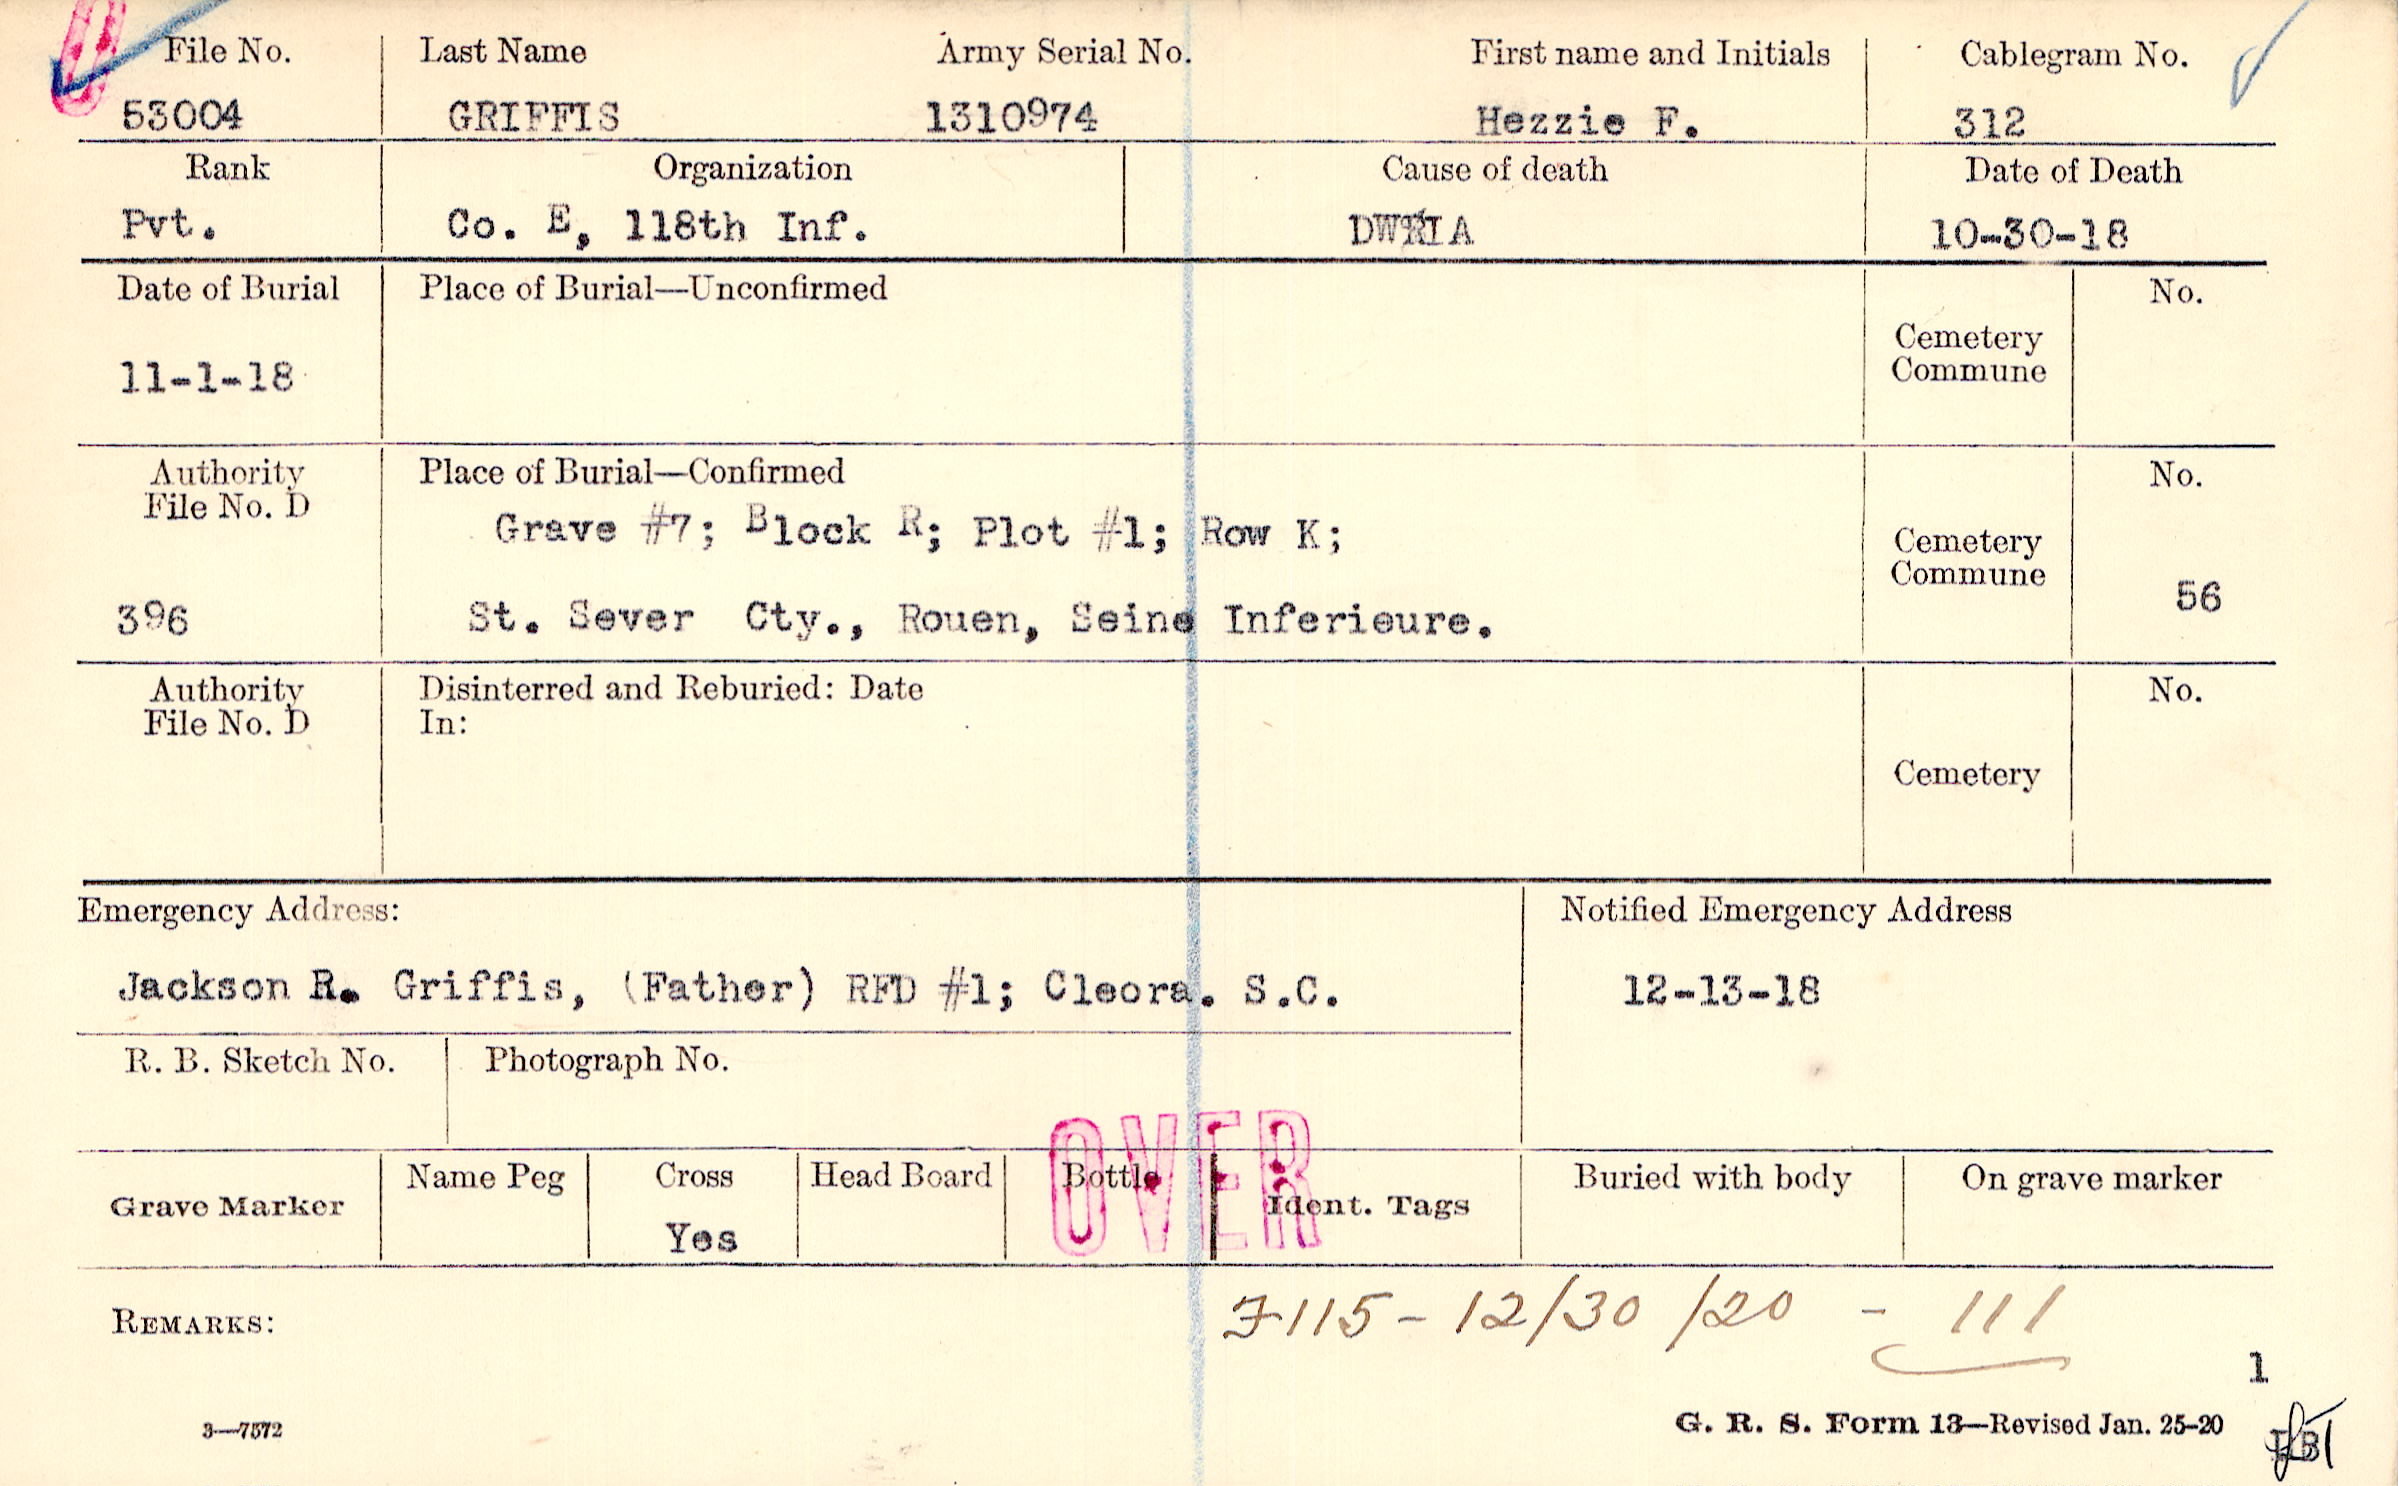 File No. Last Name Army Serial No. First name and Initials Cablegram No.
53004 GRIFFIS 1310974 Hezzie F. 312
Rank Organization Cause of death Date of Death
Pvt. Co. E, 118th Inf. DWRIA 10-30-18
Date of Burial Place of Burial—Unconfirmed No.
Cemetery
Commune
11-1-18
Authority Place of Burial—Confirmed No.
File No. D
Grave #7; Block R; Plot #1; Row K;
Cemetery
Commune
396 St. Sever Cty., Rouen, Seine Inferieure. 56
Authority Disinterred and Reburied: Date No.
File No. D In:
Cemetery
Emergency Address: Notified Emergency Address
Jackson R. Griffis, (Father) RFD #1; Cleora. S.C. 12-13-18
R. B. Sketch No. Photograph No.
OVER
Grave Marker Name Peg Cross Head Board Bottle Ident. Tags Buried with body On grave marker
Yes
REMARKS: 7115 - 12/30/20 - 111
1
3—7572 G. R. S. Form 13—Revised Jan. 25-20